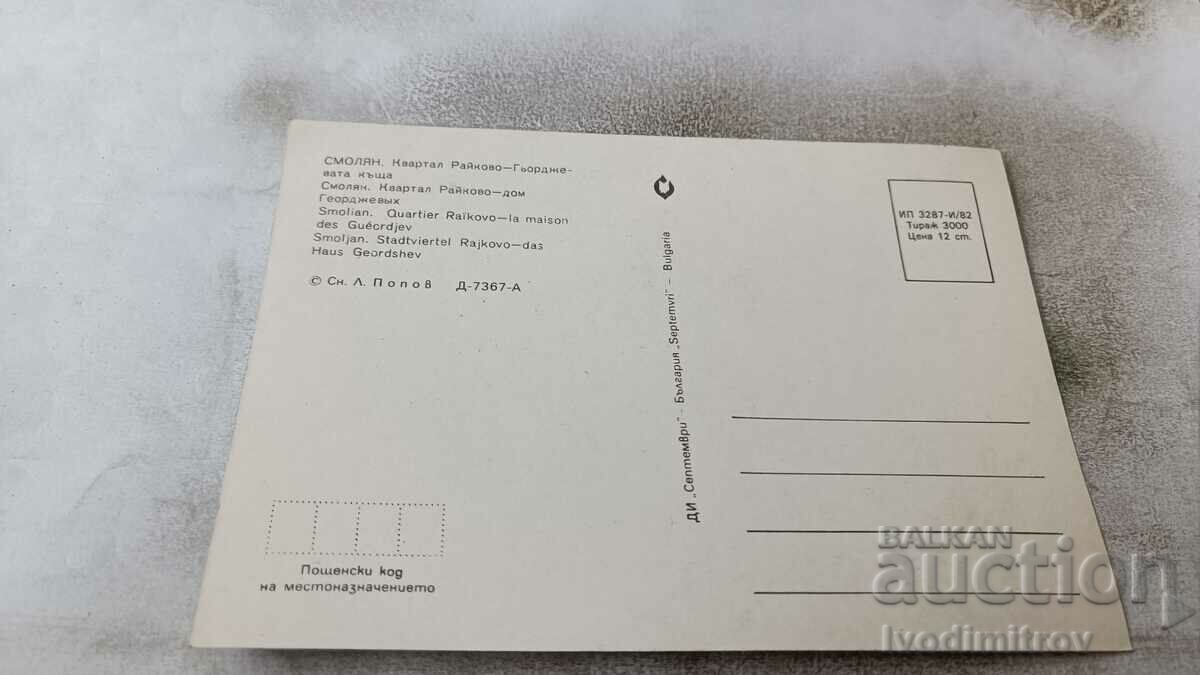 СМОЛЯН. Квартал Райково—Гьордже-
вата къща
Смолян. Квартал Райково—дом
Георджевых
Smolian. Quartier Raïkovo—la maison
des Guéordjev
Smoljan. Stadtviertel Rajkovo—das
Haus Geordshev
© Сн. Л. Попов Д-7367-А
ДИ „Септември" - България „Septemvri" - Bulgaria
ИП 3287-И/82
Тираж 3000
Цена 12 ст.
Пощенски код
на местоназначението
BALKAN
auction
Ivodimitrov